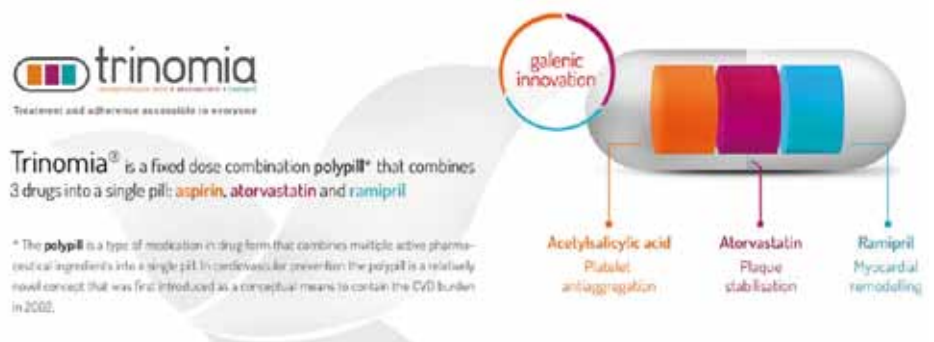 trinomia
Treatment and adherence accessible to everyone
Trinomia® is a fixed dose combination polypill* that combines
3 drugs into a single pill: aspirin, atorvastatin and ramipril
* The polypill is a type of medication in drug form that combines multiple active pharma-
ceutical ingredients into a single pill. In cardiovascular prevention the polypill is a relatively
novel concept that was first introduced as a conceptual means to contain the CVD burden
in 2002.
galenic
innovation
Acetylsalicylic acid
Platelet
antiaggregation
Atorvastatin
Plaque
stabilisation
Ramipril
Myocardial
remodelling